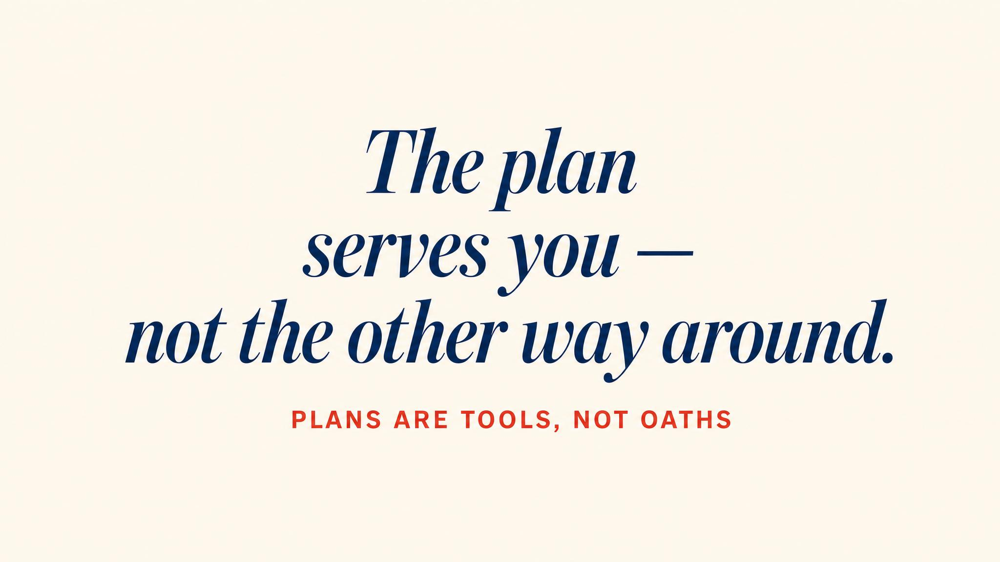 The plan
serves you —
not the other way around.
PLANS ARE TOOLS, NOT OATHS